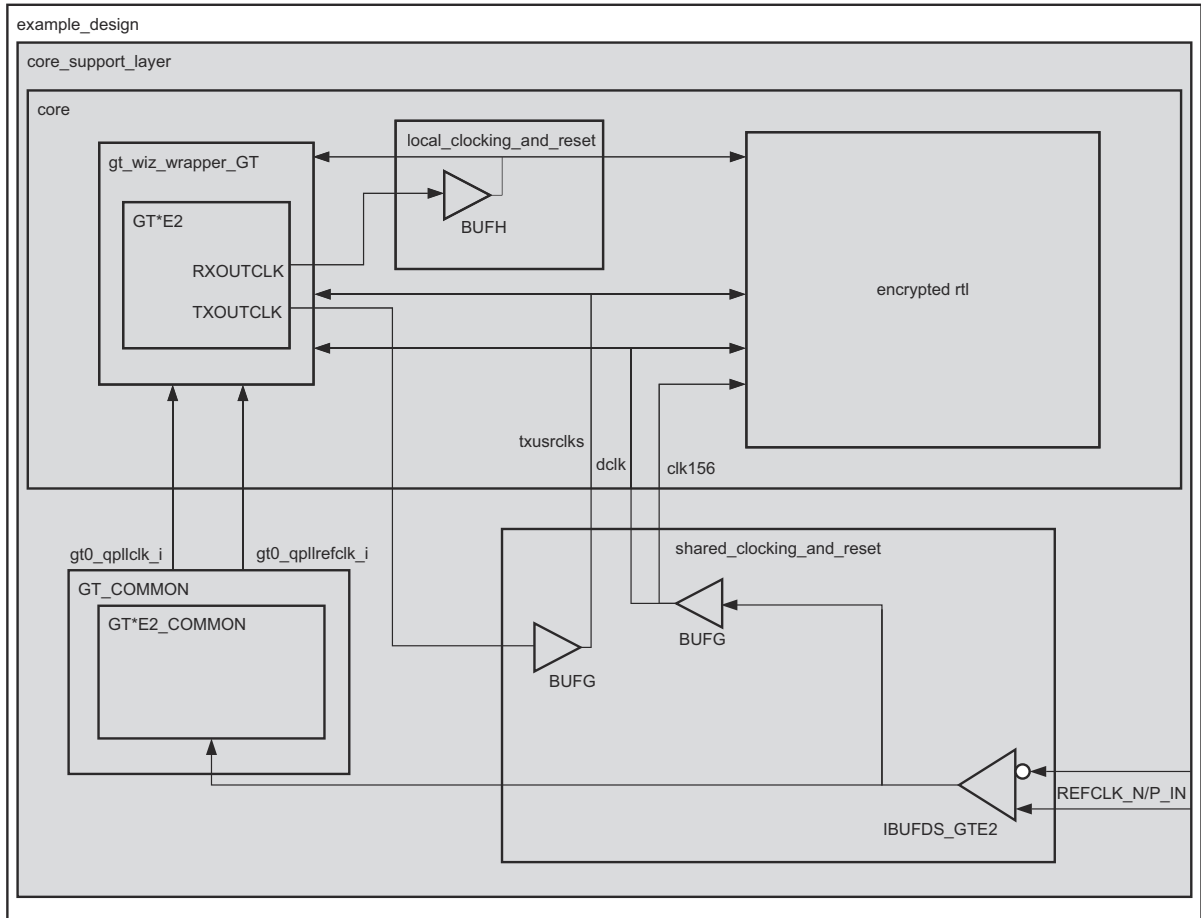 example_design
core_support_layer
core
local_clocking_and_reset
gt_wiz_wrapper_GT
GT*E2
BUFH
RXOUTCLK
TXOUTCLK
encrypted rtl
txusrclks
dclk
clk156
gt0_qpllclk_i
gt0_qpllrefclk_i
shared_clocking_and_reset
GT_COMMON
GT*E2_COMMON
BUFG
BUFG
REFCLK_N/P_IN
IBUFDS_GTE2